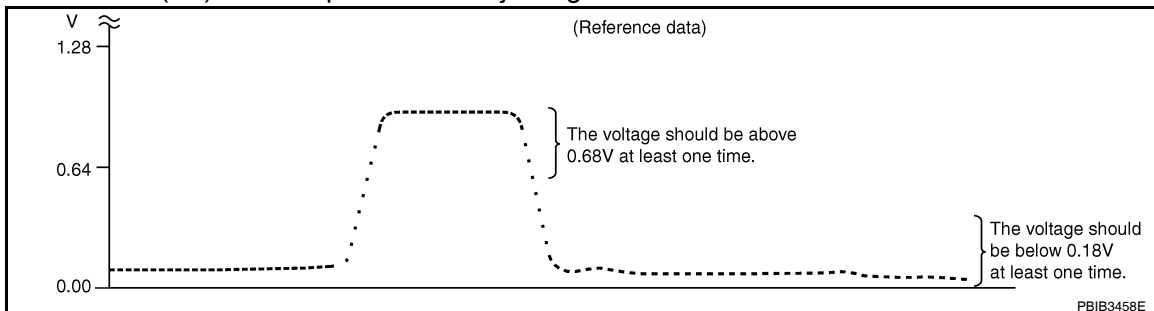 V
(Reference data)
1.28
The voltage should be above
0.68V at least one time.
0.64
The voltage should
be below 0.18V
at least one time.
0.00
PBIB3458E